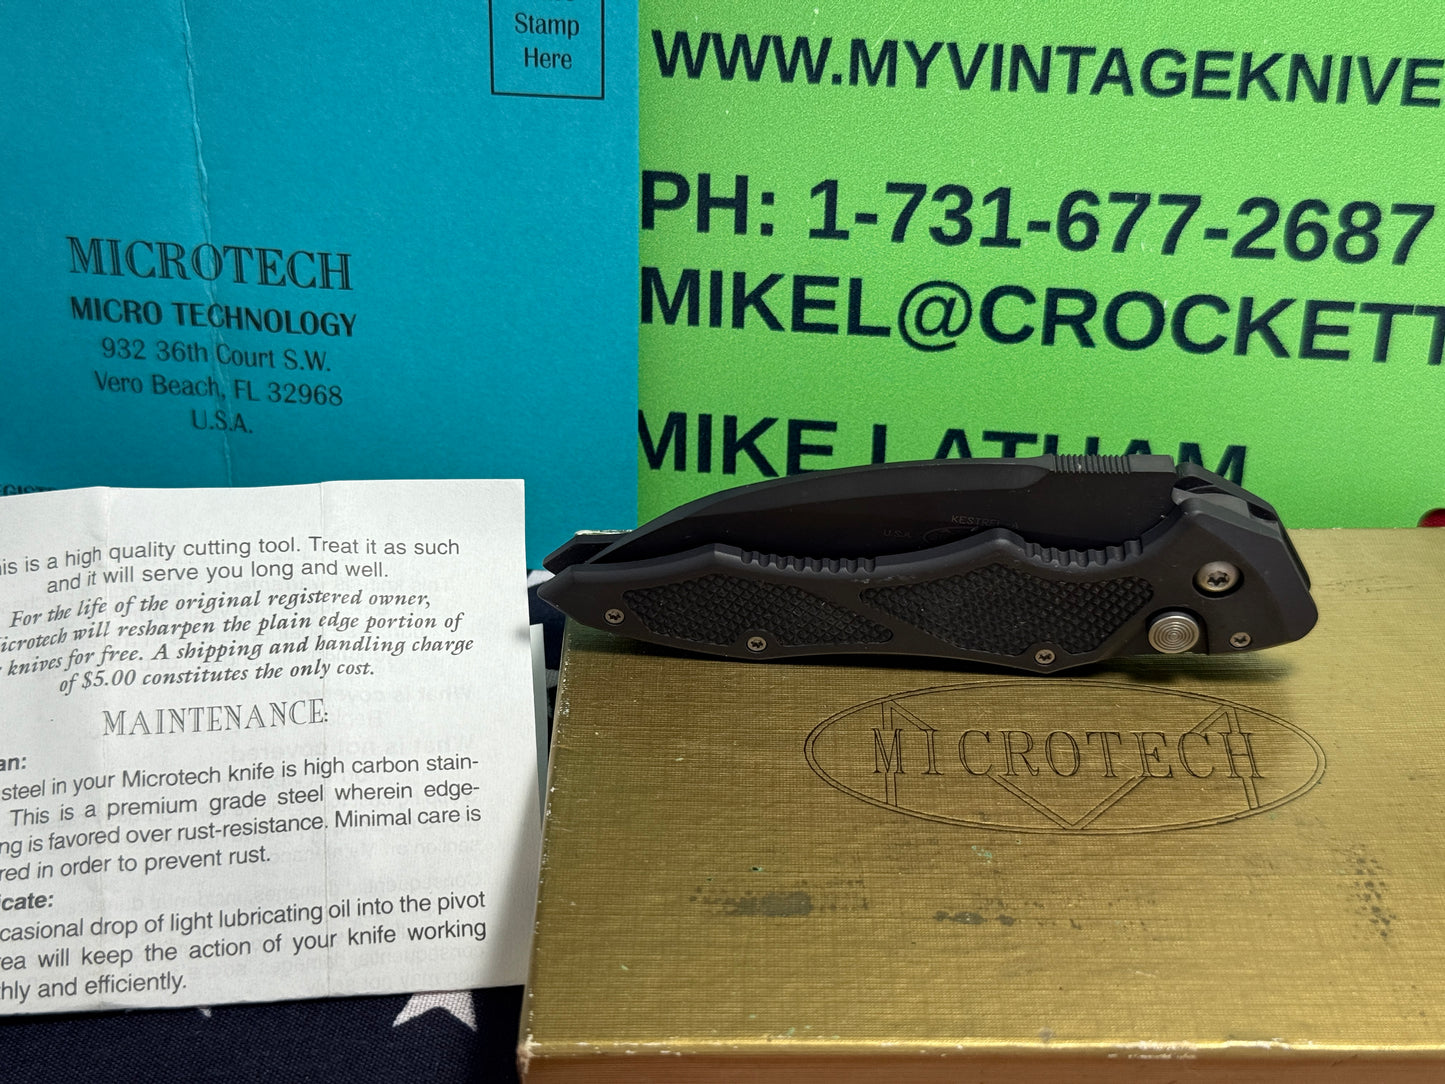 Stamp
Here
MICROTECH
MICRO TECHNOLOGY
932 36th Court S.W.
Vero Beach, FL 32968
U.S.A.
WWW.MYVINTAGEKNIVE
PH: 1-731-677-2687
MIKEL@CROCKETT
MIKE LATHAM
KESTREL
U.S.A.
is is a high quality cutting tool. Treat it as such
and it will serve you long and well.
For the life of the original registered owner,
icrotech will resharpen the plain edge portion of
knives for free. A shipping and handling charge
of $5.00 constitutes the only cost.
MAINTENANCE:
an:
steel in your Microtech knife is high carbon stain-
This is a premium grade steel wherein edge-
ng is favored over rust-resistance. Minimal care is
red in order to prevent rust.
icate:
casional drop of light lubricating oil into the pivot
ea will keep the action of your knife working
hly and efficiently.
MICROTECH